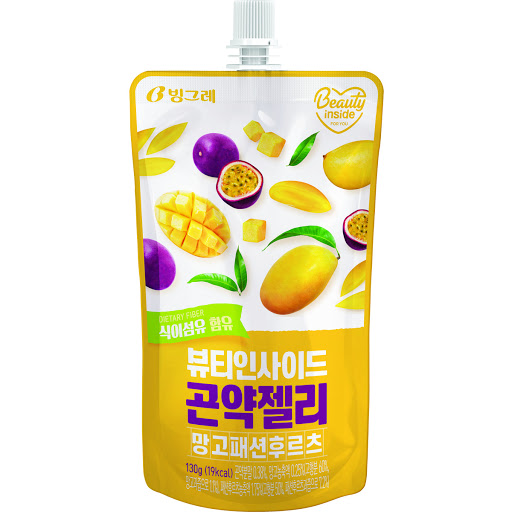 빙그레
Beauty
inside
FOR YOU
DIETARY FIBER
식이섬유 함유
뷰티인사이드
곤약젤리
망고패션후르츠
130g (19kcal)